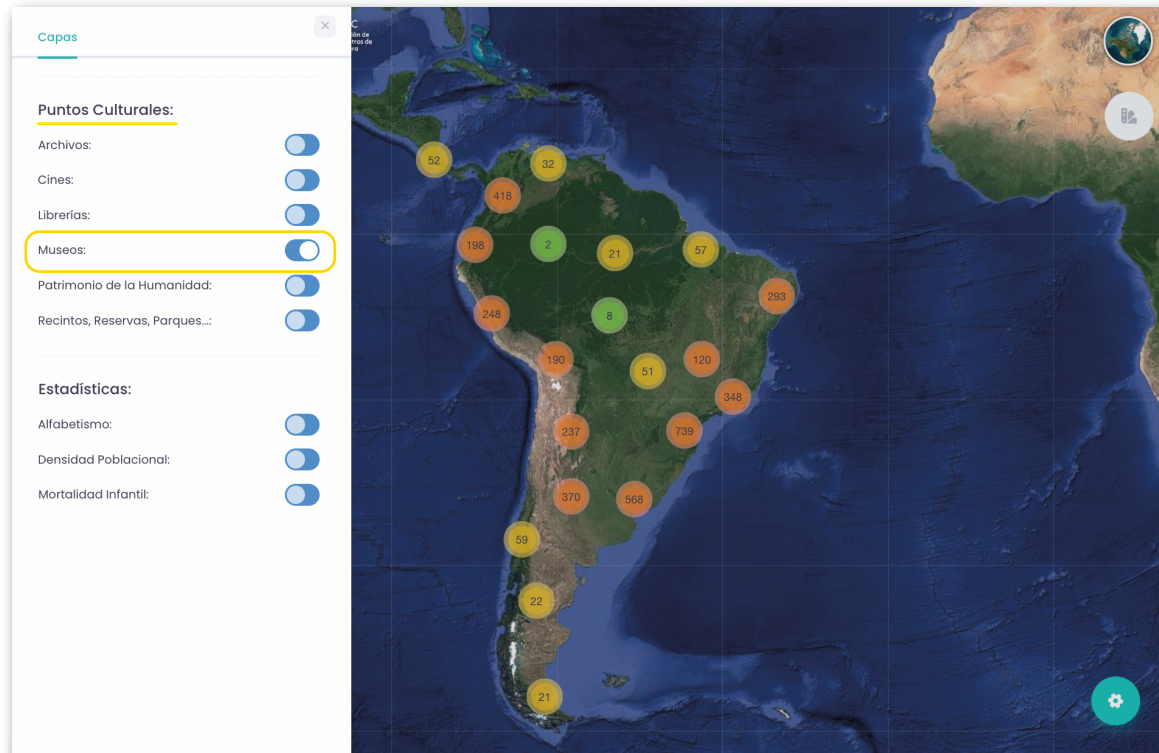 Capas
×
Puntos Culturales:
Archivos:
Cines:
Librerías:
Museos:
Patrimonio de la Humanidad:
Recintos, Reservas, Parques...:
Estadísticas:
Alfabetismo:
Densidad Poblacional:
Mortalidad Infantil:
C
de
de
52
32
418
198
2
21
57
293
248
8
190
120
51
348
237
739
370
568
59
22
21